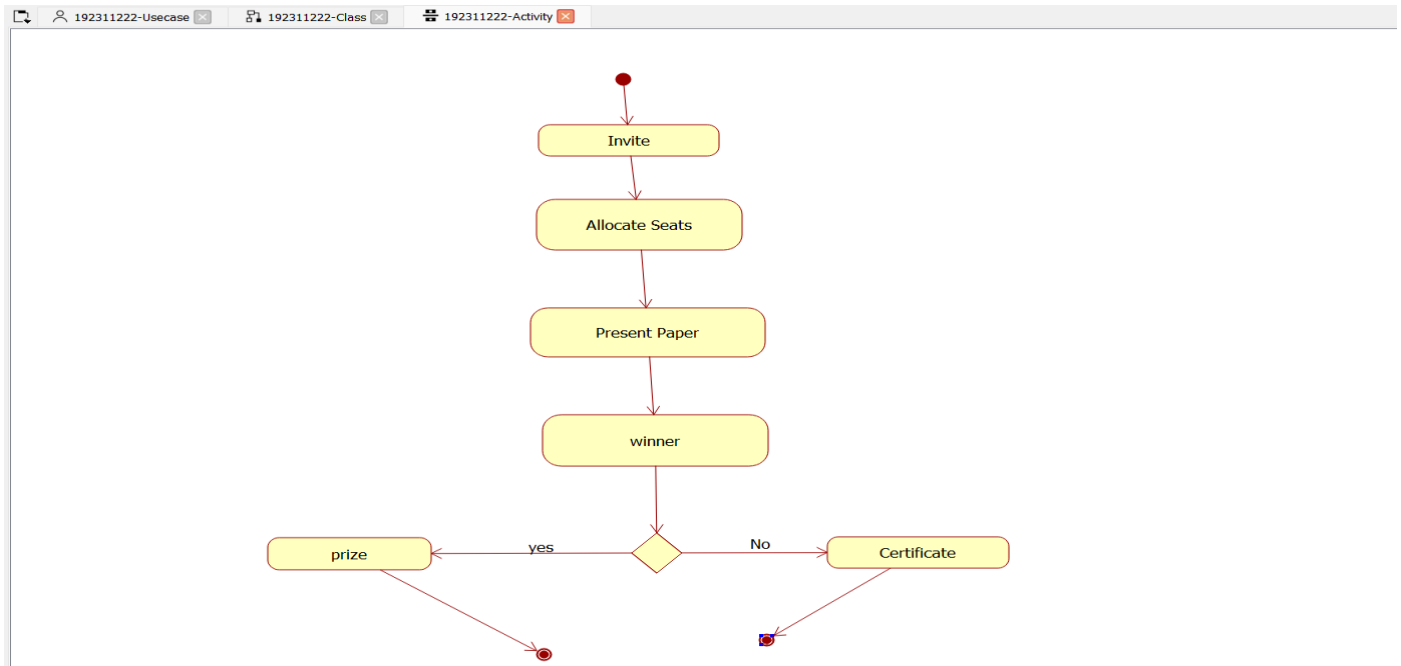 192311222-Usecase
192311222-Class
192311222-Activity
Invite
Allocate Seats
Present Paper
winner
prize
yes
No
Certificate